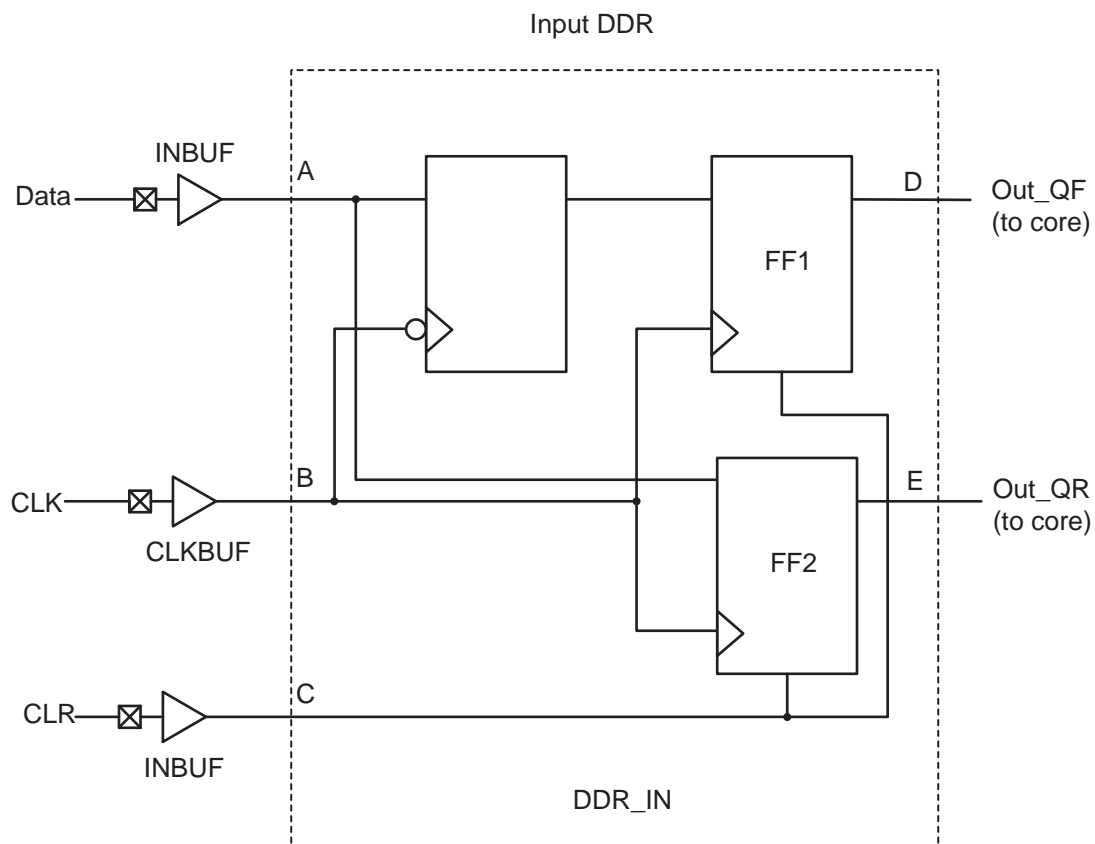 Input DDR
INBUF
A
D
Data
Out_QF
(to core)
FF1
B
E
CLK
Out_QR
(to core)
CLKBUF
FF2
C
CLR
INBUF
DDR_IN